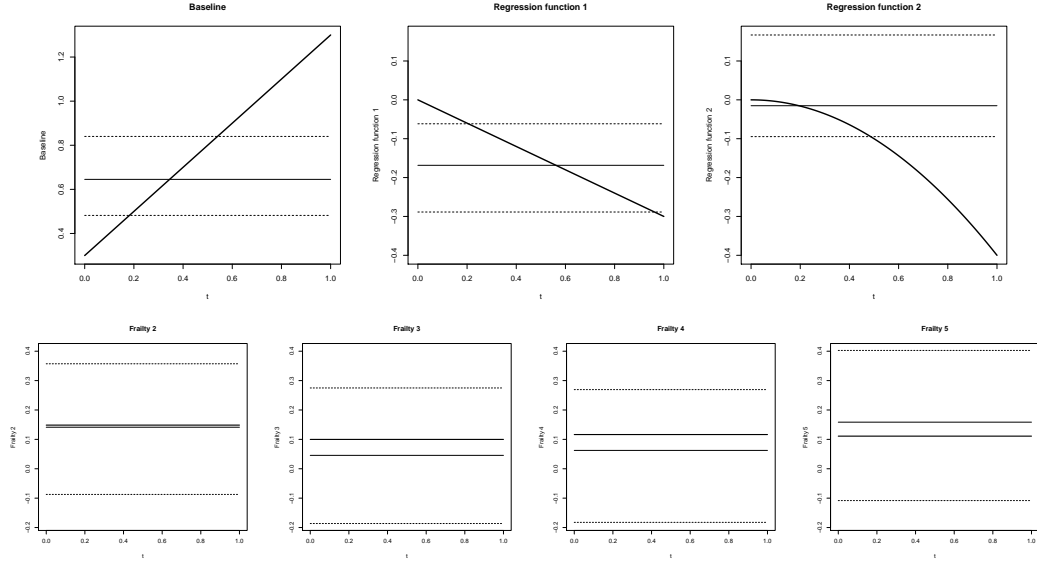 Baseline
Baseline
0.4 0.6 0.8 1.0 1.2
0.0 0.2 0.4 0.6 0.8 1.0
t
Regression function 1
Regression function 1
−0.4 −0.3 −0.2 −0.1 0.0 0.1
0.0 0.2 0.4 0.6 0.8 1.0
t
Regression function 2
Regression function 2
−0.4 −0.3 −0.2 −0.1 0.0 0.1
0.0 0.2 0.4 0.6 0.8 1.0
t
Frailty 2
Frailty 2
−0.2 −0.1 0.0 0.1 0.2 0.3 0.4
0.0 0.2 0.4 0.6 0.8 1.0
t
Frailty 3
Frailty 3
−0.2 −0.1 0.0 0.1 0.2 0.3 0.4
0.0 0.2 0.4 0.6 0.8 1.0
t
Frailty 4
Frailty 4
−0.2 −0.1 0.0 0.1 0.2 0.3 0.4
0.0 0.2 0.4 0.6 0.8 1.0
t
Frailty 5
Frailty 5
−0.2 −0.1 0.0 0.1 0.2 0.3 0.4
0.0 0.2 0.4 0.6 0.8 1.0
t